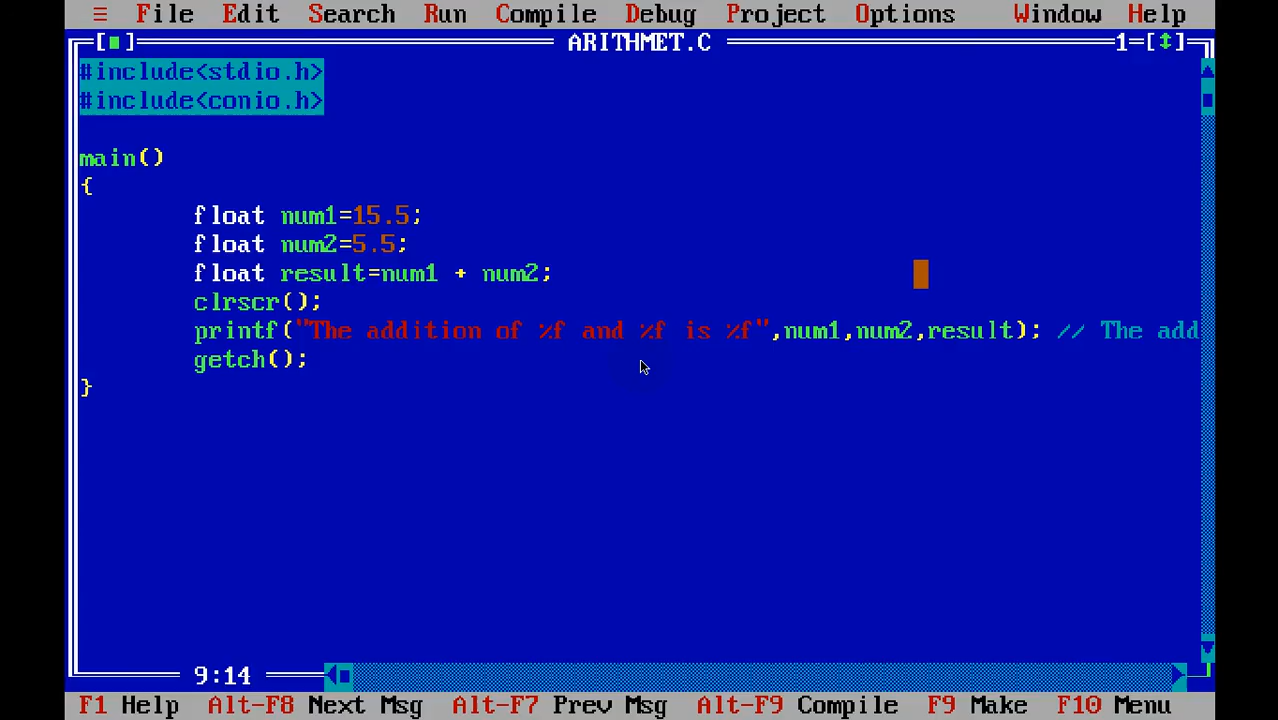 ≡ File Edit Search Run Compile Debug Project Options Window Help
[■] ARITHMET.C 1=[↕]
#include<stdio.h>
#include<conio.h>
main()
{
float num1=15.5;
float num2=5.5;
float result=num1 + num2;
clrscr();
printf("The addition of %f and %f is %f",num1,num2,result); // The add
getch();
}
9:14
F1 Help Alt-F8 Next Msg Alt-F7 Prev Msg Alt-F9 Compile F9 Make F10 Menu